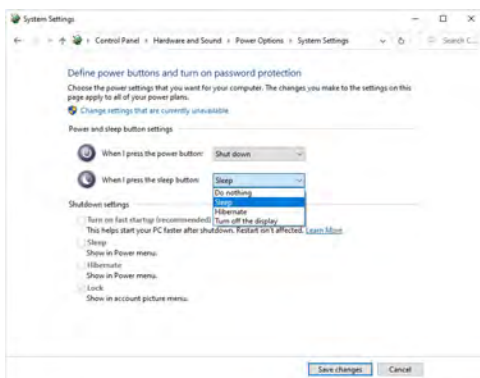 System Settings
Control Panel > Hardware and Sound > Power Options > System Settings
Search C...
Define power buttons and turn on password protection
Choose the power settings that you want for your computer. The changes you make to the settings on this
page apply to all of your power plans.
Change settings that are currently unavailable
Power and sleep button settings
When I press the power button: Shut down
When I press the sleep button: Sleep
Do nothing
Sleep
Hibernate
Turn off the display
Shutdown settings
Turn on fast startup (recommended)
This helps start your PC faster after shutdown. Restart isn't affected. Learn More
Sleep
Show in Power menu.
Hibernate
Show in Power menu.
Lock
Show in account picture menu.
Save changes
Cancel